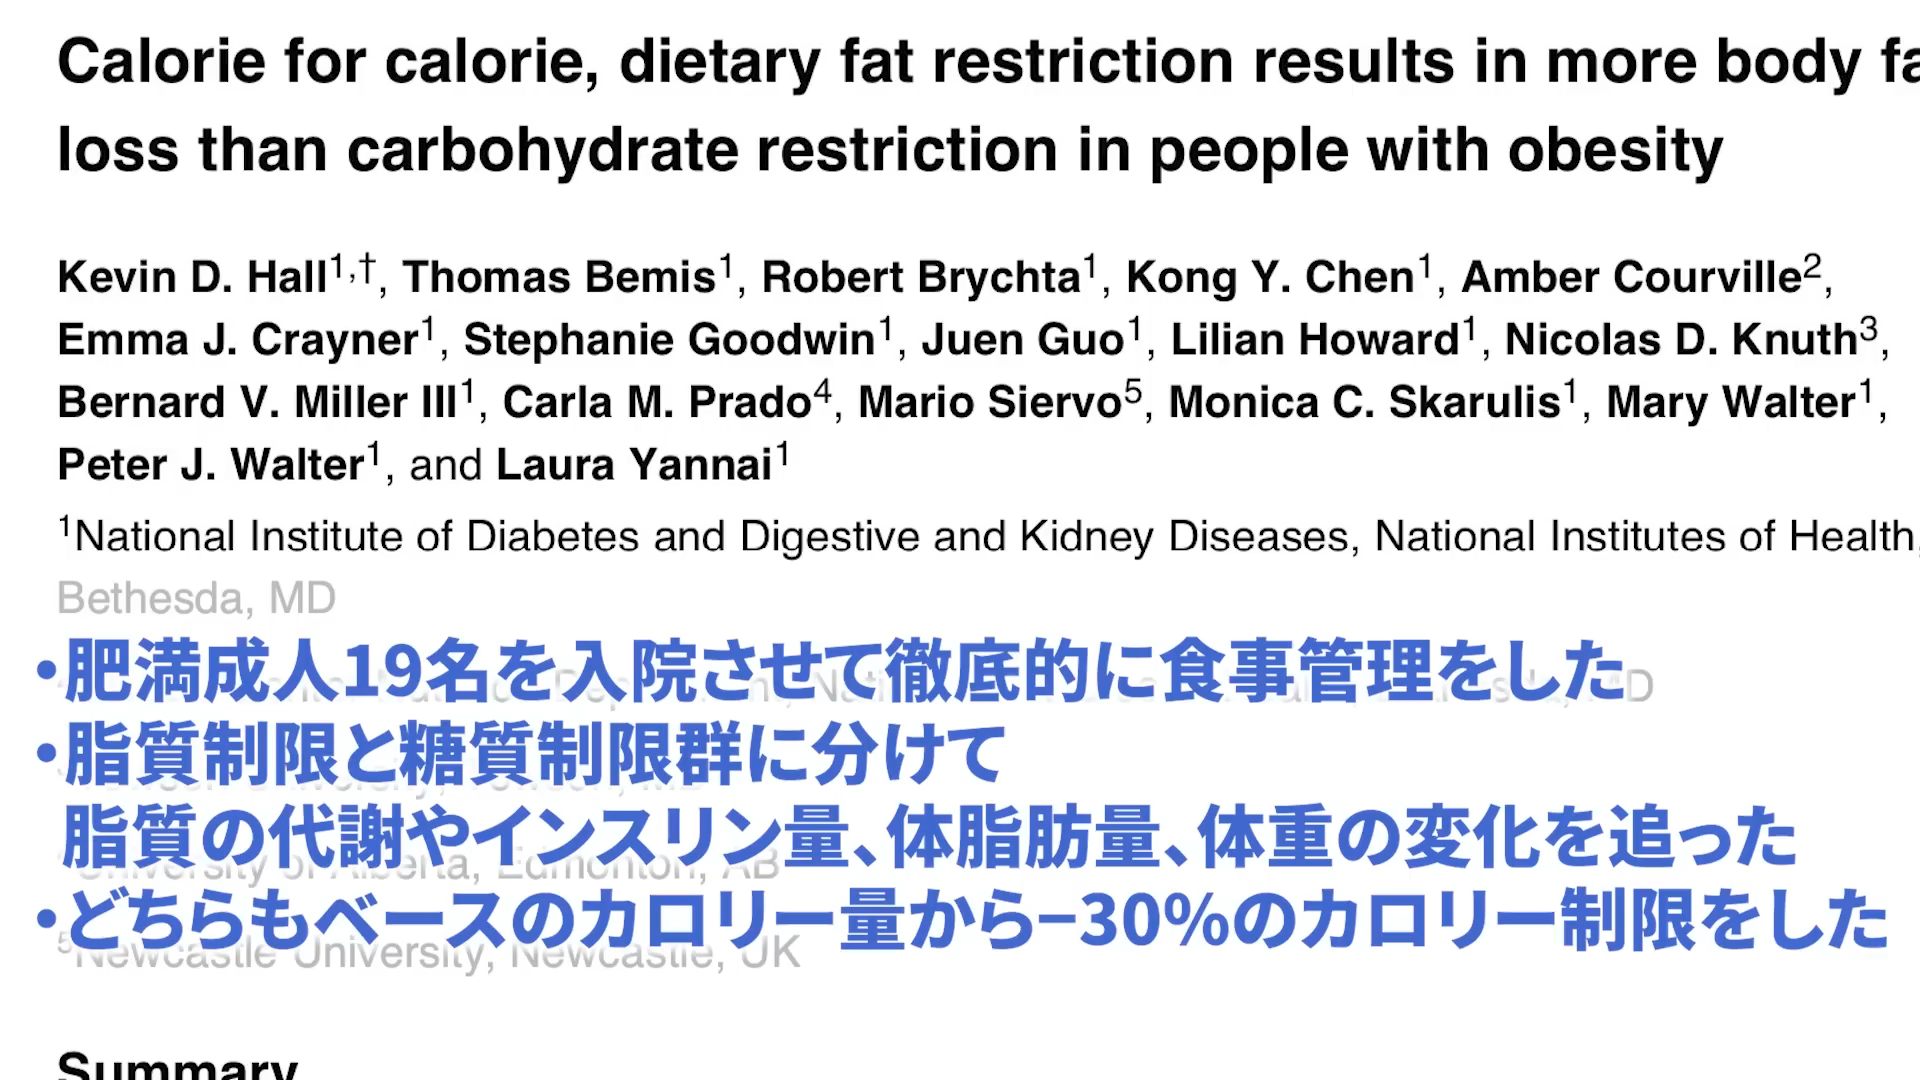 Calorie for calorie, dietary fat restriction results in more body fa
loss than carbohydrate restriction in people with obesity
Kevin D. Hall1,†, Thomas Bemis1, Robert Brychta1, Kong Y. Chen1, Amber Courville2,
Emma J. Crayner1, Stephanie Goodwin1, Juen Guo1, Lilian Howard1, Nicolas D. Knuth3,
Bernard V. Miller III1, Carla M. Prado4, Mario Siervo5, Monica C. Skarulis1, Mary Walter1,
Peter J. Walter1, and Laura Yannai1
1National Institute of Diabetes and Digestive and Kidney Diseases, National Institutes of Health,
Bethesda, MD
•肥満成人19名を入院させて徹底的に食事管理をした
•脂質制限と糖質制限群に分けて
脂質の代謝やインスリン量、体脂肪量、体重の変化を追った
University of Alberta, Edmonton, AB
•どちらもベースのカロリー量から−30%のカロリー制限をした
5Newcastle University, Newcastle, UK
Summary